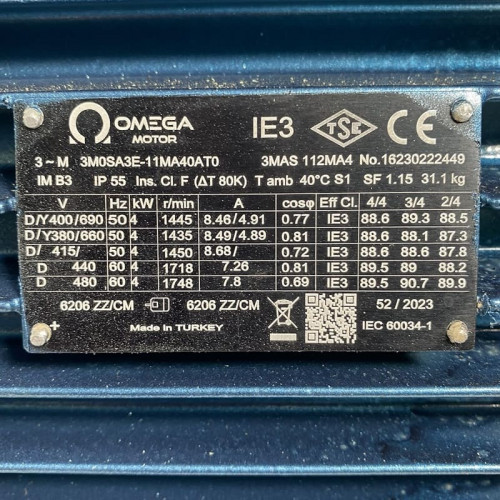 OMEGA MOTOR IE3 TSE CE
3~M 3M0SA3E-11MA40AT0 3MAS 112MA4 No.16230222449
IM B3 IP 55 Ins. Cl. F (ΔT 80K) T amb 40°C S1 SF 1.15 31.1 kg
V Hz kW r/min A cosφ Eff Cl. 4/4 3/4 2/4
D/Y400/690 50 4 1445 8.46/4.91 0.77 IE3 88.6 89.3 88.5
D/Y380/660 50 4 1435 8.49/4.89 0.81 IE3 88.6 88.1 87.3
D/ 415/ 50 4 1450 8.68/ 0.72 IE3 88.6 88.6 87.8
D 440 60 4 1718 7.26 0.81 IE3 89.5 89 88.2
D 480 60 4 1748 7.8 0.69 IE3 89.5 90.7 89.9
6206 ZZ/CM 6206 ZZ/CM 52 / 2023
Made in TURKEY IEC 60034-1